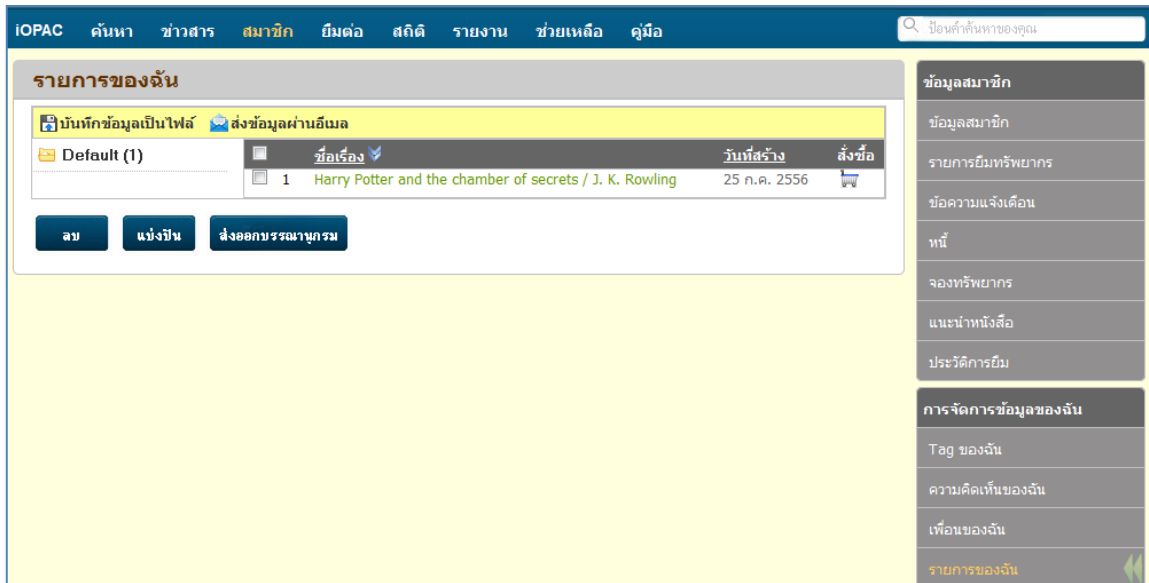 iOPAC ค้นหา ข่าวสาร สมาชิก ยืมต่อ สถิติ รายงาน ช่วยเหลือ คู่มือ ป้อนคำค้นหาของคุณ
รายการของฉัน
บันทึกข้อมูลเป็นไฟล์ ส่งข้อมูลผ่านอีเมล
Default (1)
ชื่อเรื่อง วันที่สร้าง สั่งซื้อ
1 Harry Potter and the chamber of secrets / J. K. Rowling 25 ก.ค. 2556
ลบ แบ่งปัน ส่งออกบรรณานุกรม
ข้อมูลสมาชิก
ข้อมูลสมาชิก
รายการยืมทรัพยากร
ข้อความแจ้งเตือน
หนี้
จองทรัพยากร
แนะนำหนังสือ
ประวัติการยืม
การจัดการข้อมูลของฉัน
Tag ของฉัน
ความคิดเห็นของฉัน
เพื่อนของฉัน
รายการของฉัน